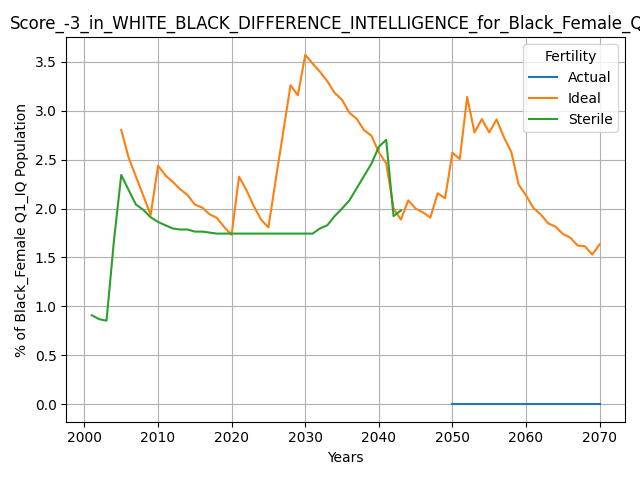 Score_-3_in_WHITE_BLACK_DIFFERENCE_INTELLIGENCE_for_Black_Female_Q
Fertility
Actual
Ideal
Sterile
% of Black_Female Q1_IQ Population
3.5
3.0
2.5
2.0
1.5
1.0
0.5
0.0
2000 2010 2020 2030 2040 2050 2060 2070
Years